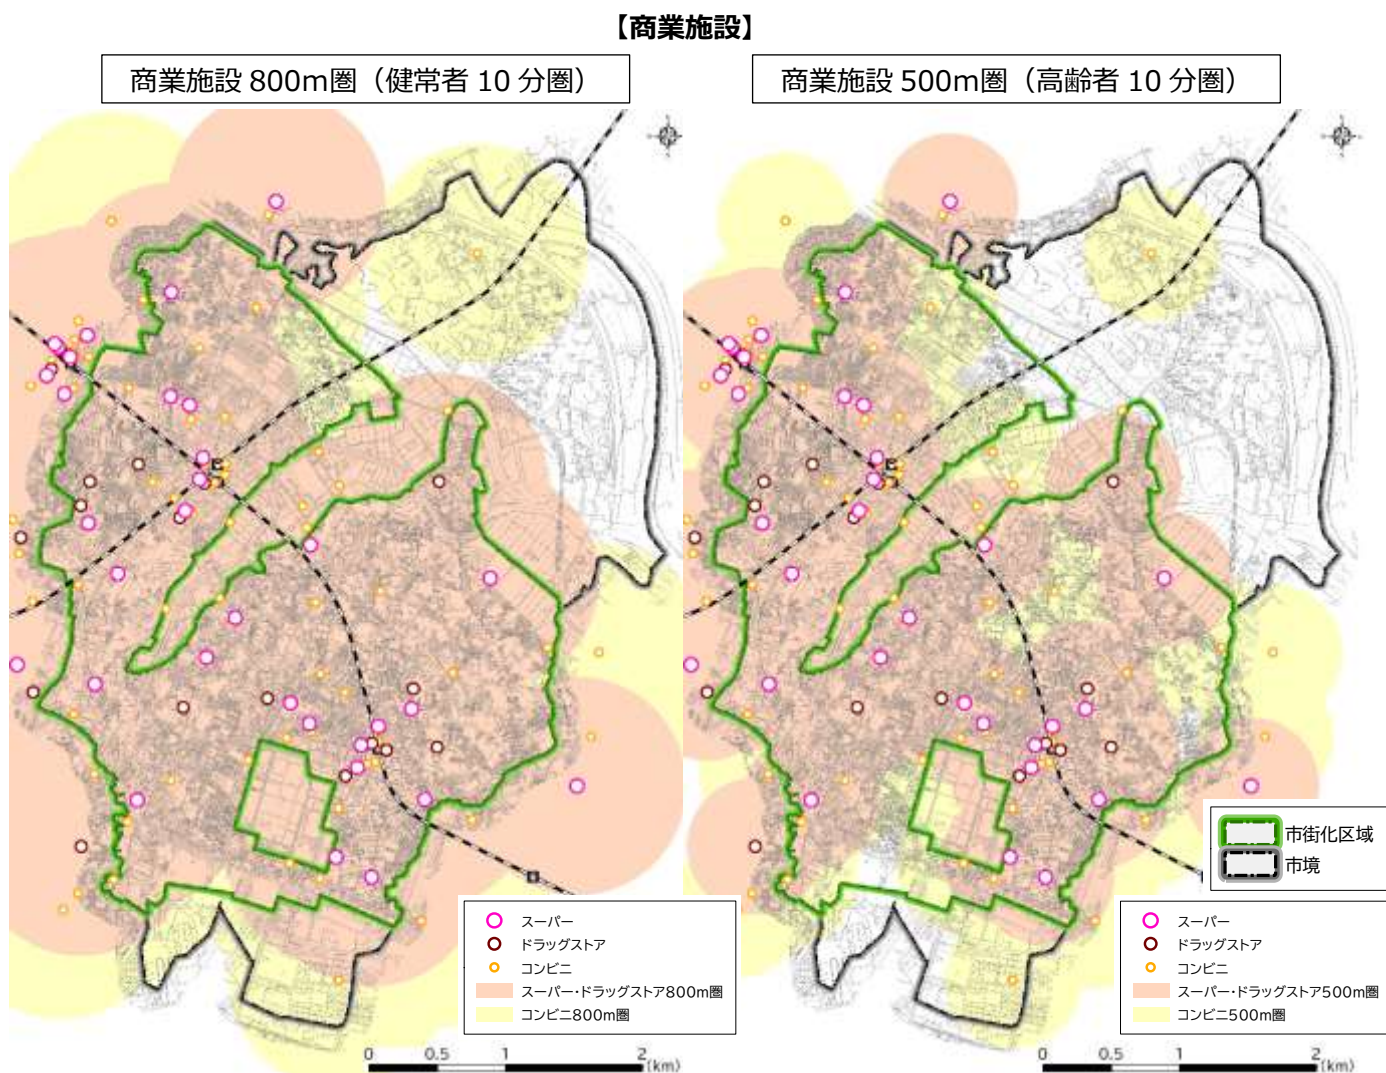 【商業施設】
商業施設 800m圏（健常者 10 分圏）
商業施設 500m圏（高齢者 10 分圏）
スーパー
ドラッグストア
コンビニ
スーパー・ドラッグストア800m圏
コンビニ800m圏
0 0.5 1 2
(km)
市街化区域
市境
スーパー
ドラッグストア
コンビニ
スーパー・ドラッグストア500m圏
コンビニ500m圏
0 0.5 1 2
(km)